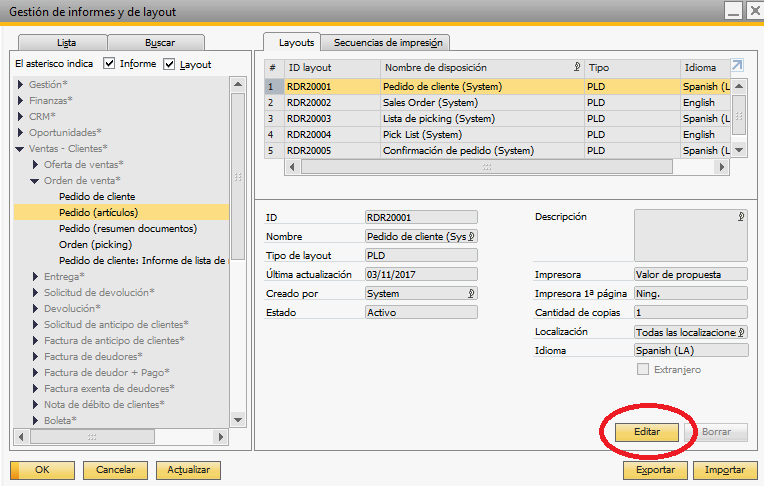 Gestión de informes y de layout
Lista
Buscar
El asterisco indica
Informe
Layout
Gestión*
Finanzas*
CRM*
Oportunidades*
Ventas - Clientes*
Oferta de ventas*
Orden de venta*
Pedido de cliente
Pedido (artículos)
Pedido (resumen documentos)
Orden (picking)
Pedido de cliente: Informe de lista de
Entrega*
Solicitud de devolución*
Devolución*
Solicitud de anticipo de clientes*
Factura de anticipo de clientes*
Factura de deudores*
Factura de deudor + Pago*
Factura exenta de deudores*
Nota de débito de clientes*
Boleta*
Layouts
Secuencias de impresión
# ID layout Nombre de disposición Tipo Idioma
1 RDR20001 Pedido de cliente (System) PLD Spanish (L
2 RDR20002 Sales Order (System) PLD English
3 RDR20003 Lista de picking (System) PLD Spanish (L
4 RDR20004 Pick List (System) PLD English
5 RDR20005 Confirmación de pedido (System) PLD Spanish (L
ID RDR20001
Nombre Pedido de cliente (Sys
Tipo de layout PLD
Última actualización 03/11/2017
Creado por System
Estado Activo
Descripción
Impresora Valor de propuesta
Impresora 1ª página Ning.
Cantidad de copias 1
Localización Todas las localizacione
Idioma Spanish (LA)
Extranjero
Editar
Borrar
OK
Cancelar
Actualizar
Exportar
Importar